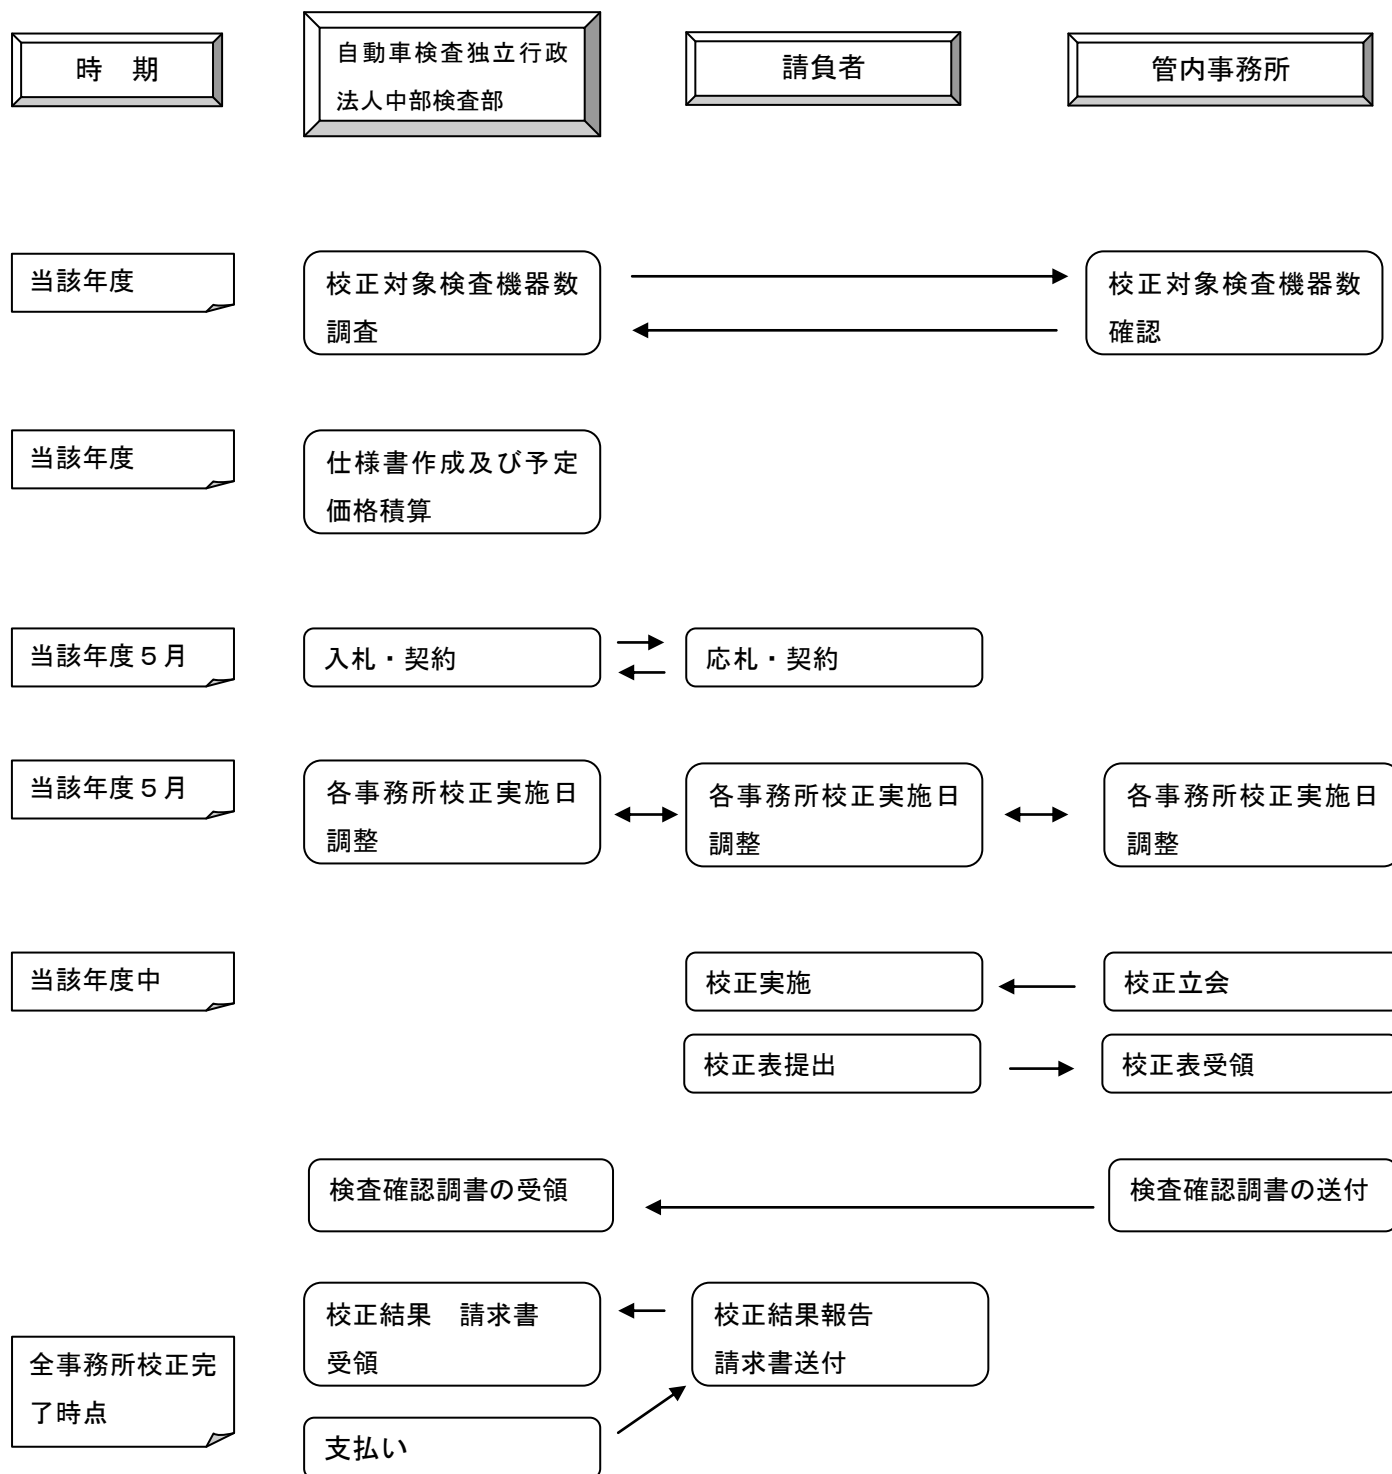 時　期
自動車検査独立行政
法人中部検査部
請負者
管内事務所
当該年度
校正対象検査機器数
調査
校正対象検査機器数
確認
当該年度
仕様書作成及び予定
価格積算
当該年度５月
入札・契約
応札・契約
当該年度５月
各事務所校正実施日
調整
各事務所校正実施日
調整
各事務所校正実施日
調整
当該年度中
校正実施
校正立会
校正表提出
校正表受領
検査確認調書の受領
検査確認調書の送付
校正結果　請求書
受領
校正結果報告
請求書送付
全事務所校正完
了時点
支払い